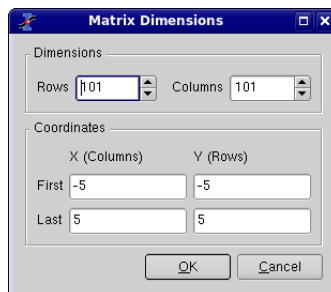 Matrix Dimensions
Dimensions
Rows 101 Columns 101
Coordinates
X (Columns) Y (Rows)
First -5 -5
Last 5 5
OK Cancel